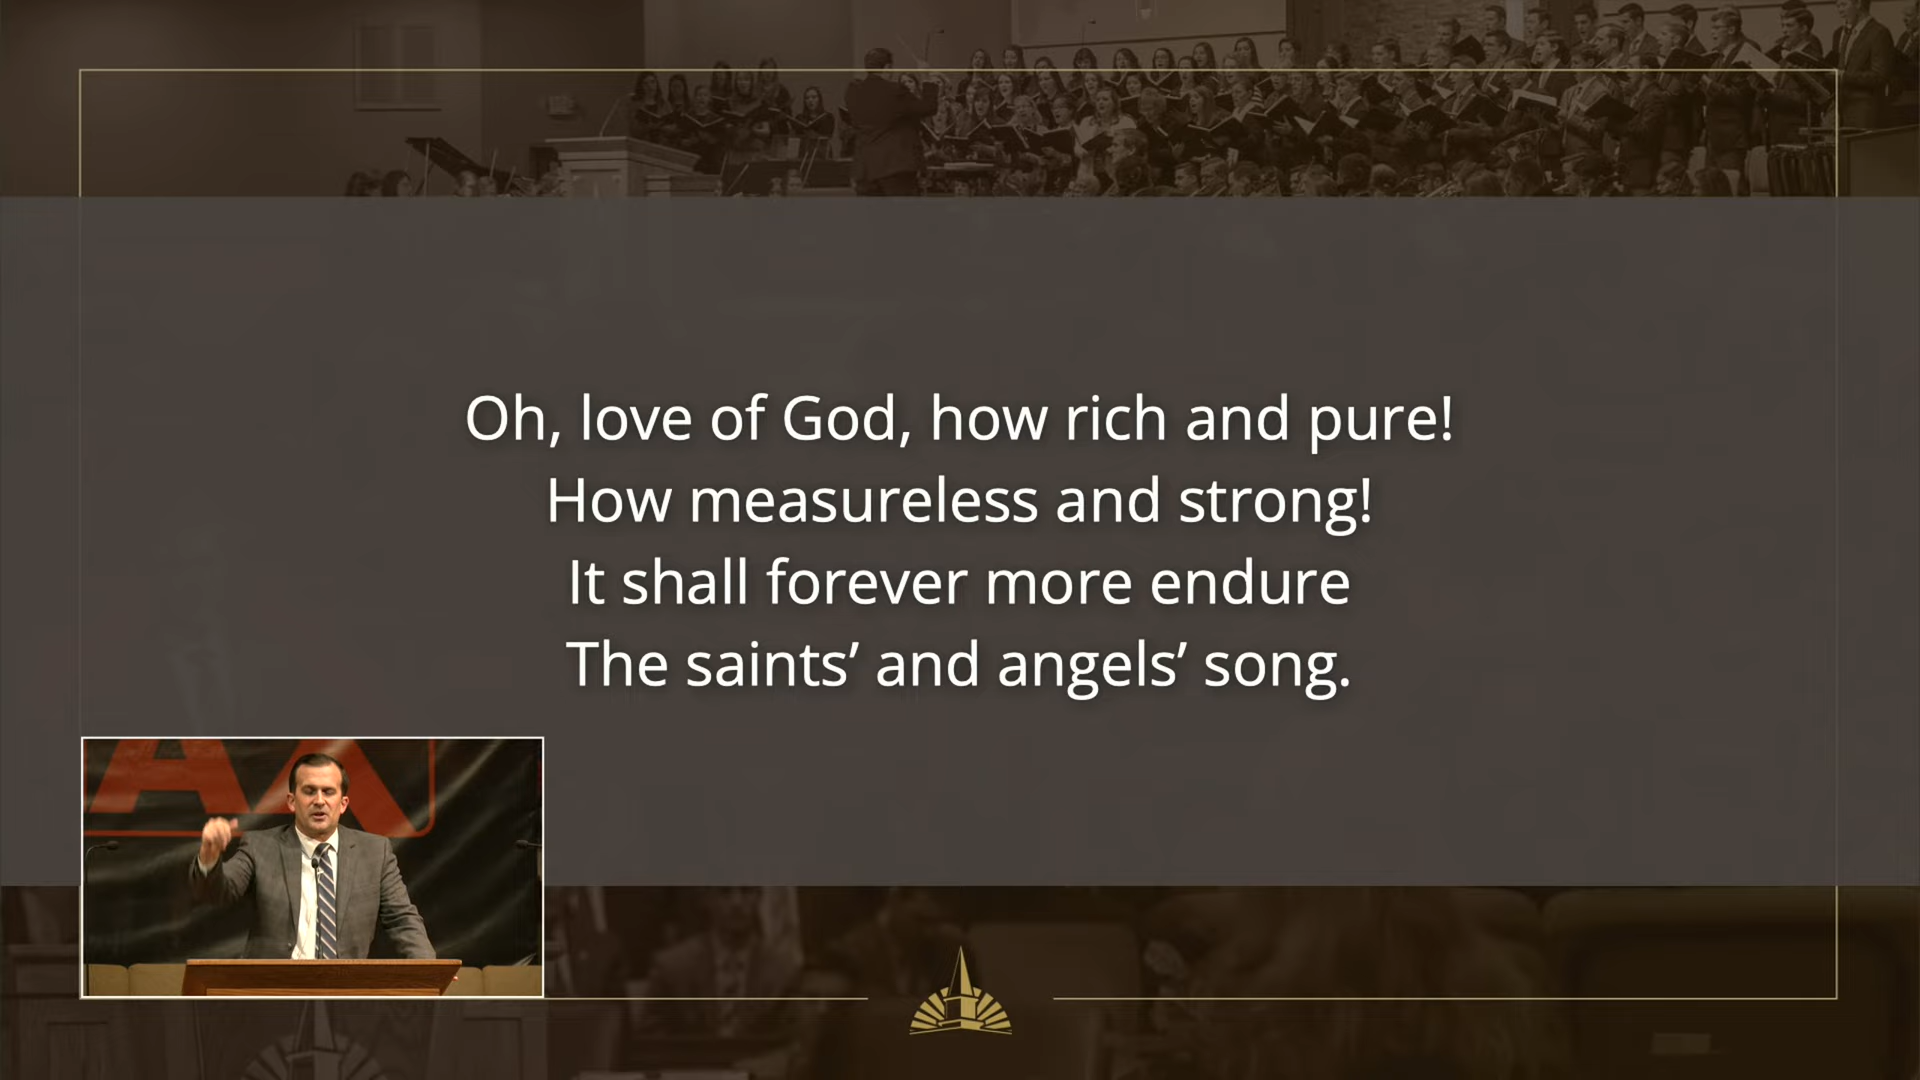 Oh, love of God, how rich and pure!
How measureless and strong!
It shall forever more endure
The saints’ and angels’ song.
AX